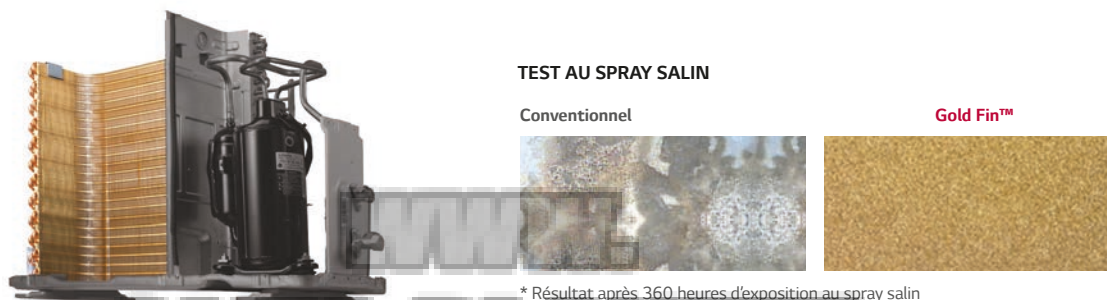 TEST AU SPRAY SALIN
Conventionnel
Gold Fin™
* Résultat après 360 heures d'exposition au spray salin